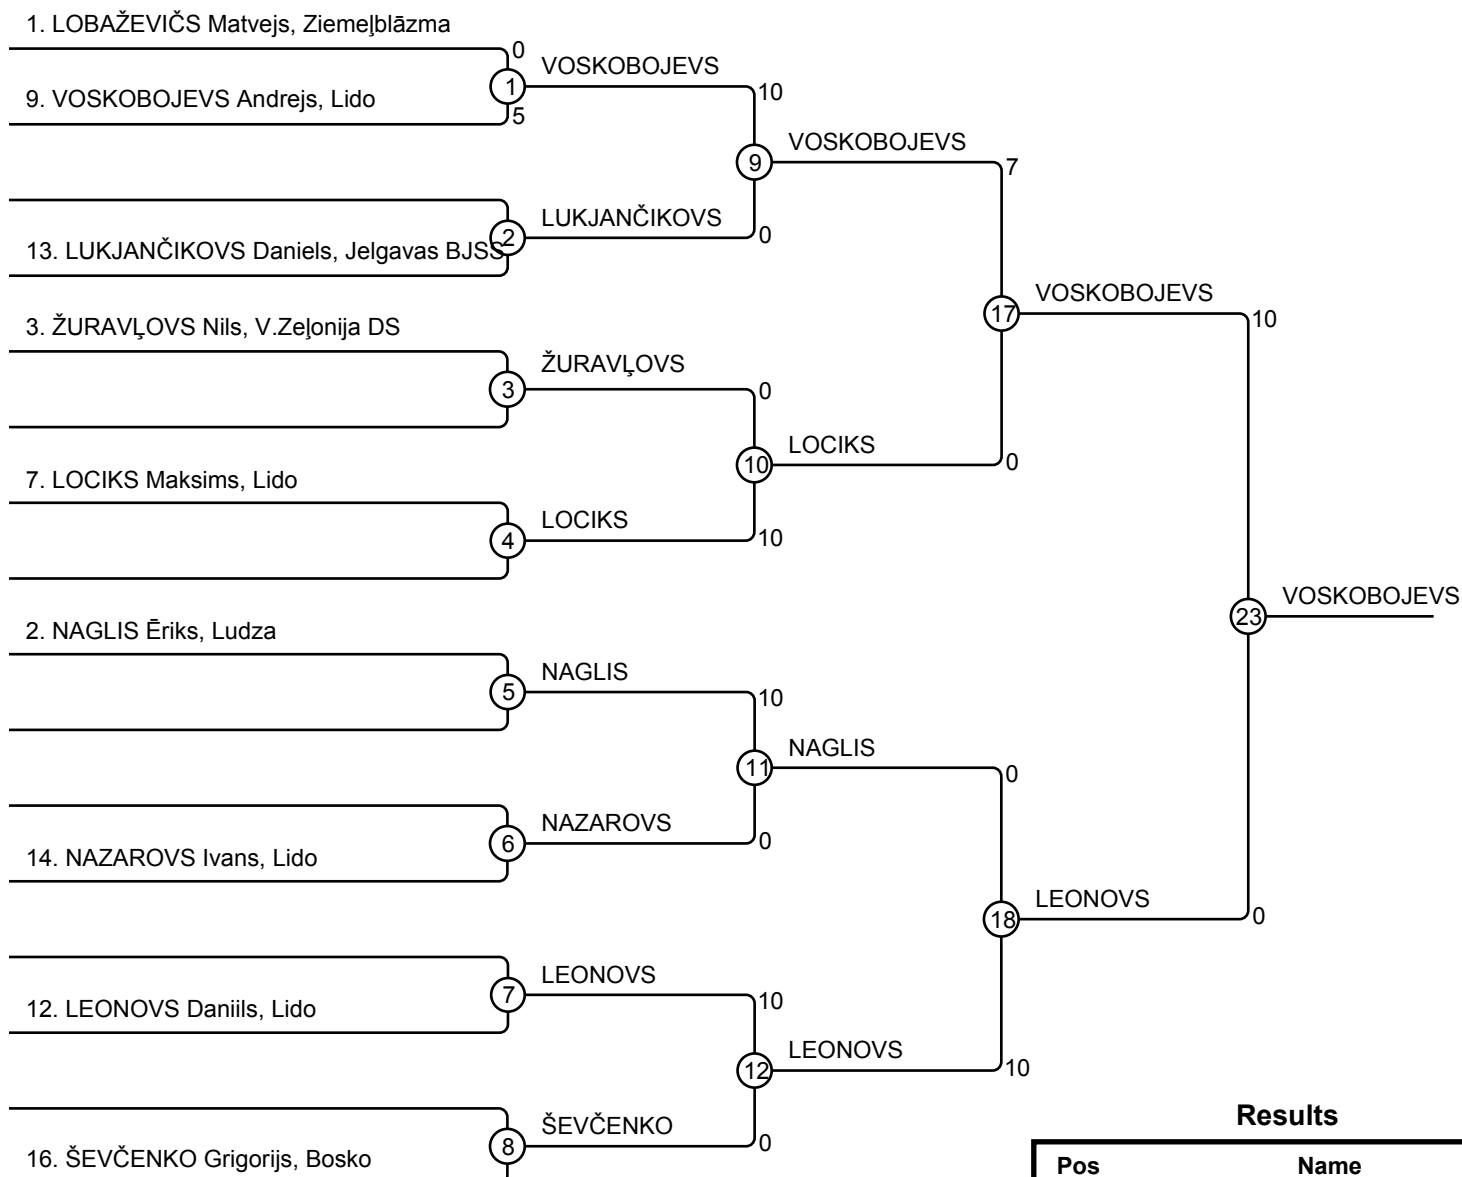 1. LOBAŽEVIČS Matvejs, Ziemeļblāzma
0
1
VOSKOBOJEVS
9. VOSKOBOJEVS Andrejs, Lido
5
10
9
VOSKOBOJEVS
7
2
LUKJANČIKOVS
0
13. LUKJANČIKOVS Daniels, Jelgavas BJSS
17
VOSKOBOJEVS
10
3. ŽURAVĻOVS Nils, V.Zeļonija DS
3
ŽURAVĻOVS
0
10
LOCIKS
0
7. LOCIKS Maksims, Lido
4
LOCIKS
10
23
VOSKOBOJEVS
2. NAGLIS Ēriks, Ludza
5
NAGLIS
10
11
NAGLIS
0
6
NAZAROVS
0
14. NAZAROVS Ivans, Lido
18
LEONOVS
0
7
LEONOVS
10
12. LEONOVS Daniils, Lido
12
LEONOVS
10
8
ŠEVČENKO
0
16. ŠEVČENKO Grigorijs, Bosko
Results
Pos Name